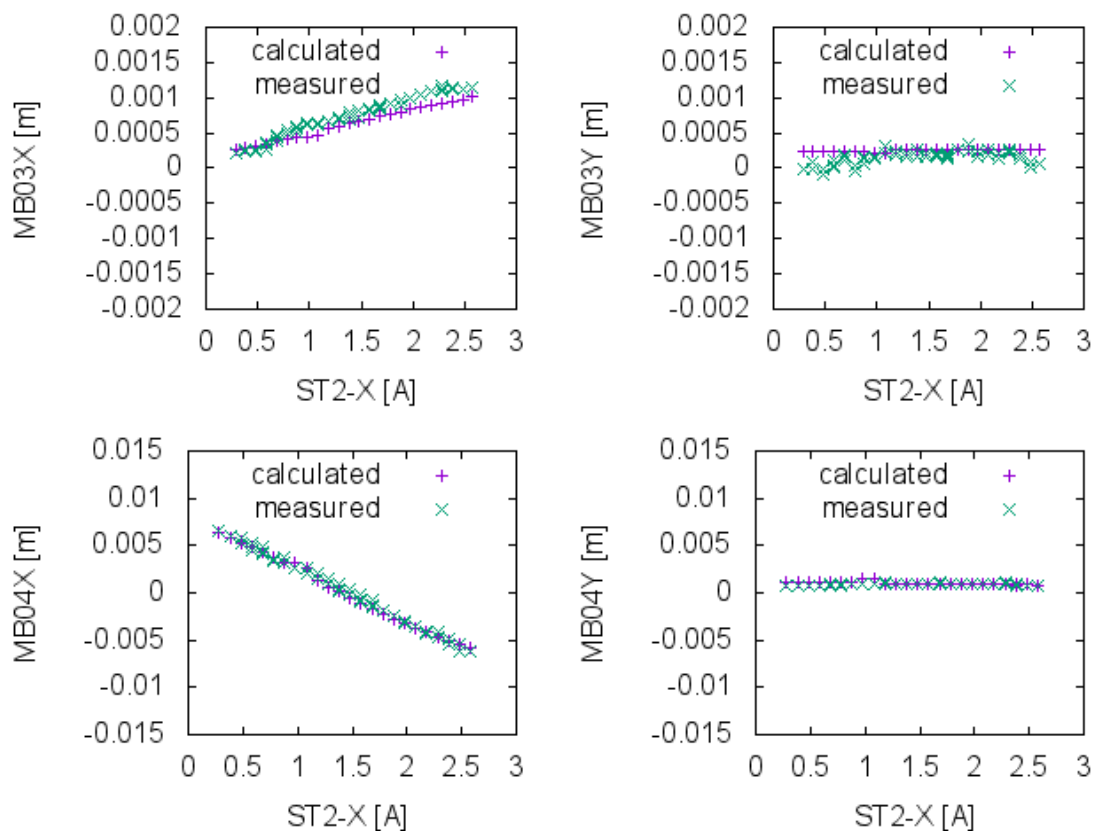 0.002
0.0015
0.001
0.0005
0
-0.0005
-0.001
-0.0015
-0.002
MB03X [m]
calculated
measured
0 0.5 1 1.5 2 2.5 3
ST2-X [A]
0.002
0.0015
0.001
0.0005
0
-0.0005
-0.001
-0.0015
-0.002
MB03Y [m]
calculated
measured
0 0.5 1 1.5 2 2.5 3
ST2-X [A]
0.015
0.01
0.005
0
-0.005
-0.01
-0.015
MB04X [m]
calculated
measured
0 0.5 1 1.5 2 2.5 3
ST2-X [A]
0.015
0.01
0.005
0
-0.005
-0.01
-0.015
MB04Y [m]
calculated
measured
0 0.5 1 1.5 2 2.5 3
ST2-X [A]